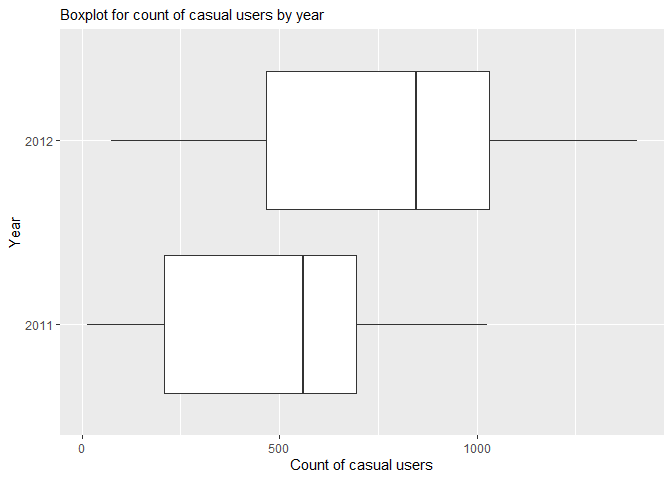 Boxplot for count of casual users by year
2012
Year
2011
0 500 1000
Count of casual users